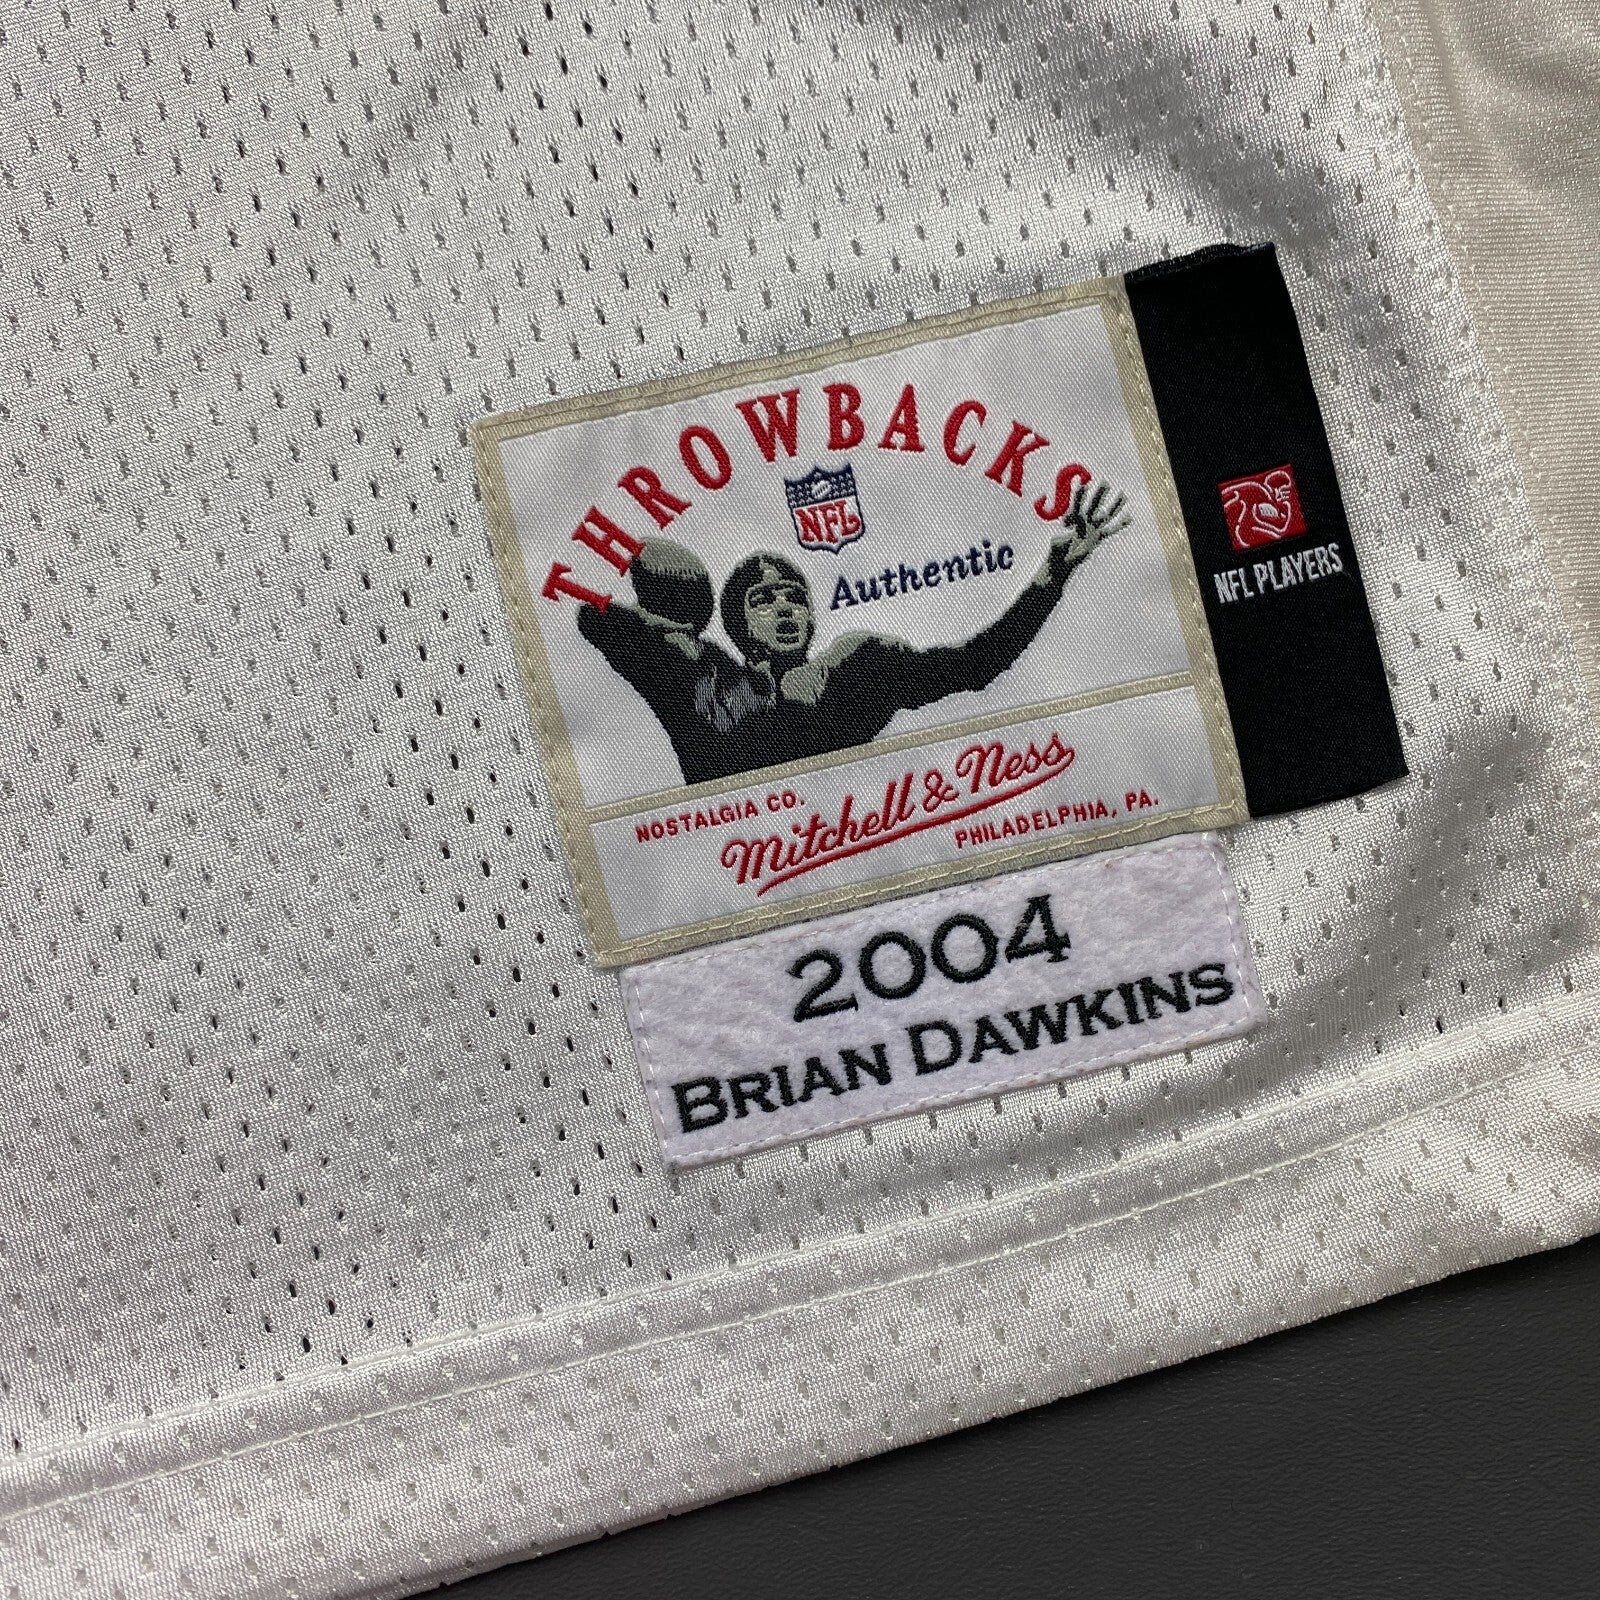 THROWBACKS
NFL
Authentic
NFL PLAYERS
NOSTALGIA CO.
Mitchell & Ness
PHILADELPHIA, PA.
2004
BRIAN DAWKINS